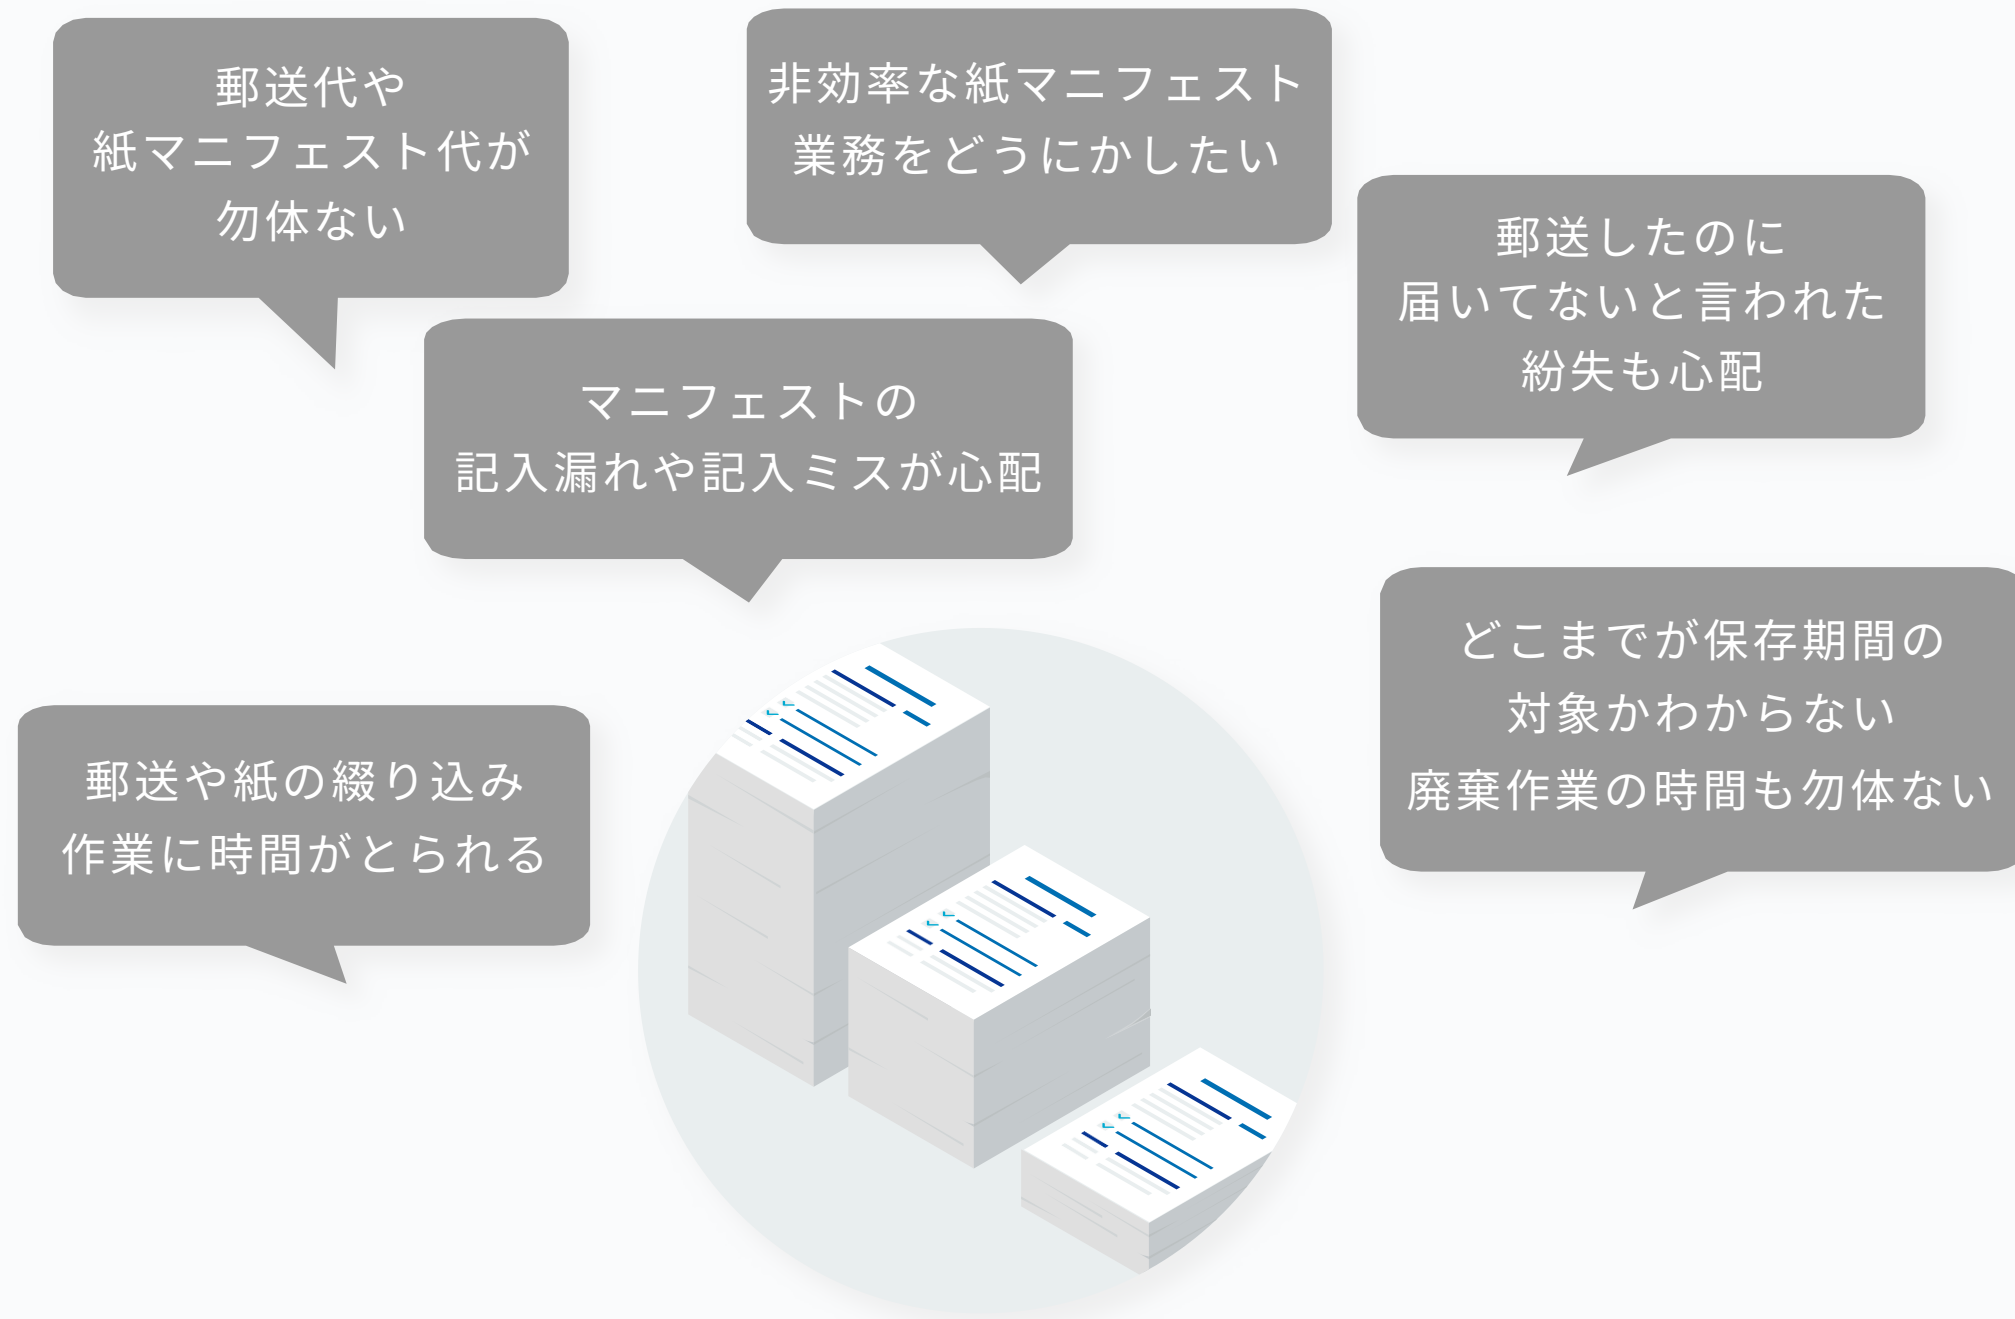 郵送代や
紙マニフェスト代が
勿体ない
非効率な紙マニフェスト
業務をどうにかしたい
郵送したのに
届いてないと言われた
紛失も心配
マニフェストの
記入漏れや記入ミスが心配
どこまでが保存期間の
対象かわからない
廃棄作業の時間も勿体ない
郵送や紙の綴り込み
作業に時間がとられる